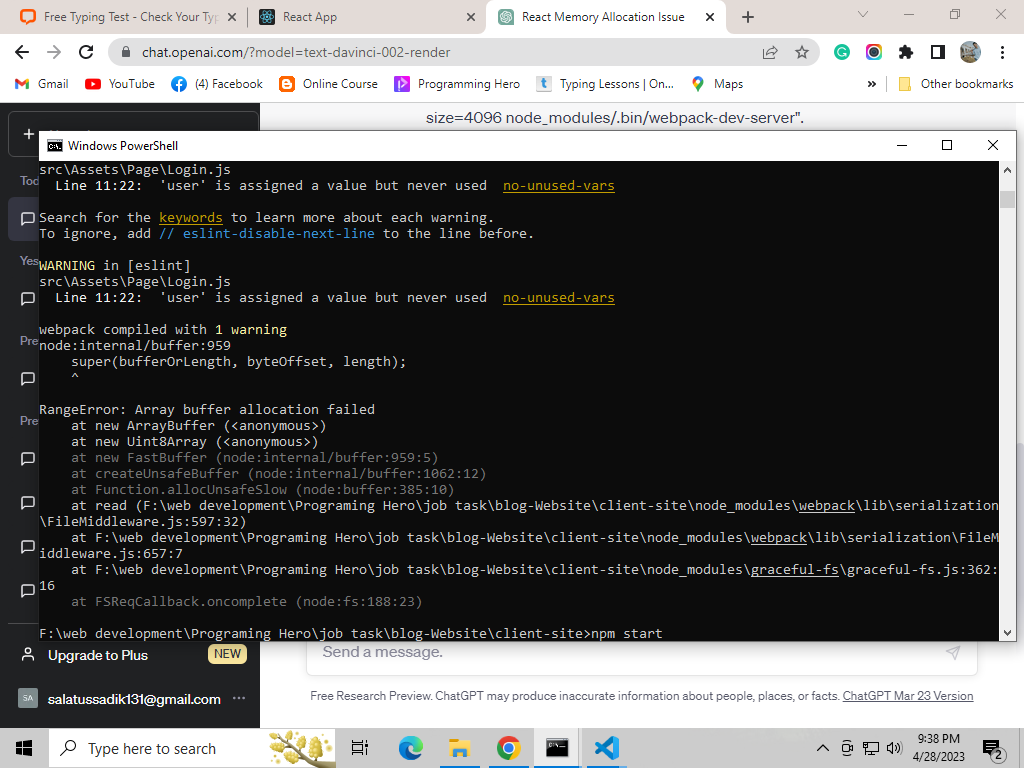 Free Typing Test - Check Your Typ
React App
React Memory Allocation Issue
chat.openai.com/?model=text-davinci-002-render
Gmail
YouTube
(4) Facebook
Online Course
Programming Hero
Typing Lessons | On...
Maps
»
Other bookmarks
size=4096 node_modules/.bin/webpack-dev-server".
Windows PowerShell
Tod
Yes
Pre
Pre
src\Assets\Page\Login.js
Line 11:22: 'user' is assigned a value but never used no-unused-vars
Search for the keywords to learn more about each warning.
To ignore, add // eslint-disable-next-line to the line before.
WARNING in [eslint]
src\Assets\Page\Login.js
Line 11:22: 'user' is assigned a value but never used no-unused-vars
webpack compiled with 1 warning
node:internal/buffer:959
super(bufferOrLength, byteOffset, length);
^
RangeError: Array buffer allocation failed
at new ArrayBuffer (<anonymous>)
at new Uint8Array (<anonymous>)
at new FastBuffer (node:internal/buffer:959:5)
at createUnsafeBuffer (node:internal/buffer:1062:12)
at Function.allocUnsafeSlow (node:buffer:385:10)
at read (F:\web development\Programing Hero\job task\blog-Website\client-site\node_modules\webpack\lib\serialization
\FileMiddleware.js:597:32)
at F:\web development\Programing Hero\job task\blog-Website\client-site\node_modules\webpack\lib\serialization\FileM
iddleware.js:657:7
at F:\web development\Programing Hero\job task\blog-Website\client-site\node_modules\graceful-fs\graceful-fs.js:362:
16
at FSReqCallback.oncomplete (node:fs:188:23)
F:\web development\Programing Hero\job task\blog-Website\client-site>npm start
Upgrade to Plus
NEW
SA
salatussadik131@gmail.com
Send a message.
Free Research Preview. ChatGPT may produce inaccurate information about people, places, or facts. ChatGPT Mar 23 Version
Type here to search
9:38 PM
4/28/2023
2